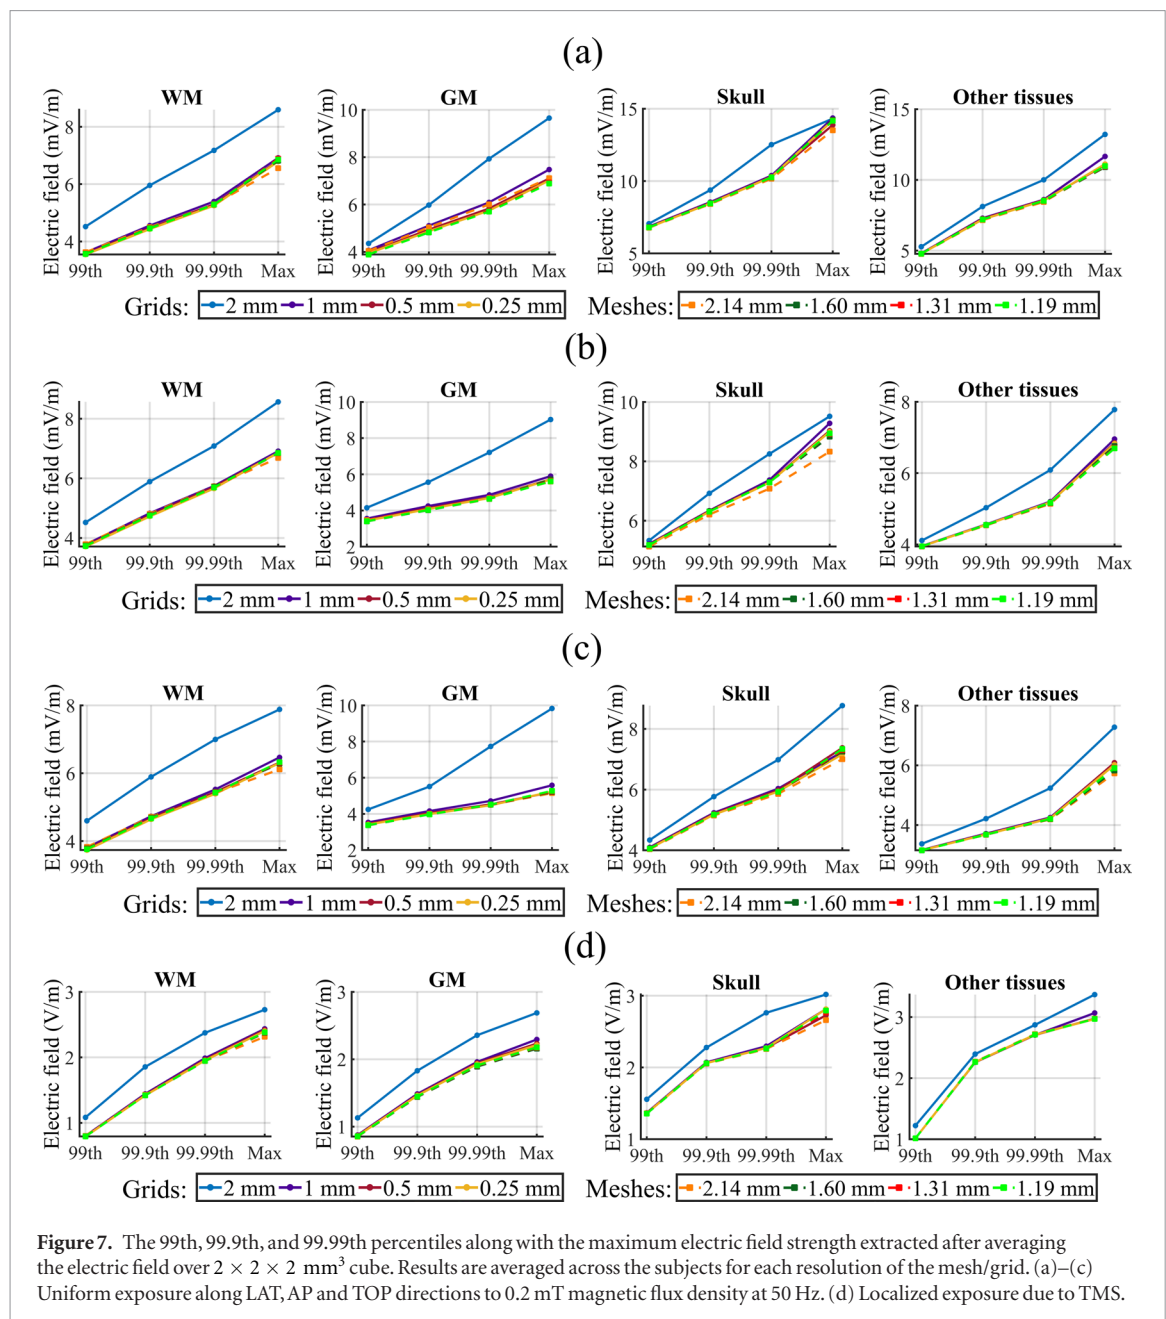 (a)
WM GM Skull Other tissues
Electric field (mV/m) 8 6 4 99th 99.9th 99.99th Max
Electric field (mV/m) 10 8 6 4 99th 99.9th 99.99th Max
Electric field (mV/m) 15 10 5 99th 99.9th 99.99th Max
Electric field (mV/m) 15 10 5 99th 99.9th 99.99th Max
Grids: 2 mm 1 mm 0.5 mm 0.25 mm Meshes: 2.14 mm 1.60 mm 1.31 mm 1.19 mm
(b)
WM GM Skull Other tissues
Electric field (mV/m) 8 6 4 99th 99.9th 99.99th Max
Electric field (mV/m) 10 8 6 4 2 99th 99.9th 99.99th Max
Electric field (mV/m) 10 8 6 99th 99.9th 99.99th Max
Electric field (mV/m) 8 6 4 99th 99.9th 99.99th Max
Grids: 2 mm 1 mm 0.5 mm 0.25 mm Meshes: 2.14 mm 1.60 mm 1.31 mm 1.19 mm
(c)
WM GM Skull Other tissues
Electric field (mV/m) 8 6 4 99th 99.9th 99.99th Max
Electric field (mV/m) 10 8 6 4 2 99th 99.9th 99.99th Max
Electric field (mV/m) 8 6 4 99th 99.9th 99.99th Max
Electric field (mV/m) 8 6 4 99th 99.9th 99.99th Max
Grids: 2 mm 1 mm 0.5 mm 0.25 mm Meshes: 2.14 mm 1.60 mm 1.31 mm 1.19 mm
(d)
WM GM Skull Other tissues
Electric field (V/m) 3 2 1 99th 99.9th 99.99th Max
Electric field (V/m) 3 2 1 99th 99.9th 99.99th Max
Electric field (V/m) 3 2 1 99th 99.9th 99.99th Max
Electric field (V/m) 3 2 1 99th 99.9th 99.99th Max
Grids: 2 mm 1 mm 0.5 mm 0.25 mm Meshes: 2.14 mm 1.60 mm 1.31 mm 1.19 mm
Figure 7. The 99th, 99.9th, and 99.99th percentiles along with the maximum electric field strength extracted after averaging
the electric field over 2 × 2 × 2 mm³ cube. Results are averaged across the subjects for each resolution of the mesh/grid. (a)–(c)
Uniform exposure along LAT, AP and TOP directions to 0.2 mT magnetic flux density at 50 Hz. (d) Localized exposure due to TMS.